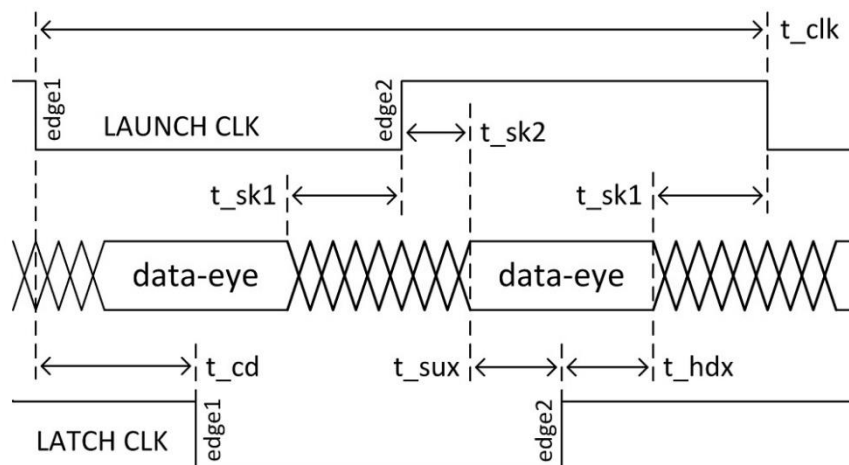 t_clk
edge1
edge2
LAUNCH CLK
t_sk2
t_sk1
t_sk1
data-eye
data-eye
t_cd
t_sux
t_hdx
edge1
edge2
LATCH CLK